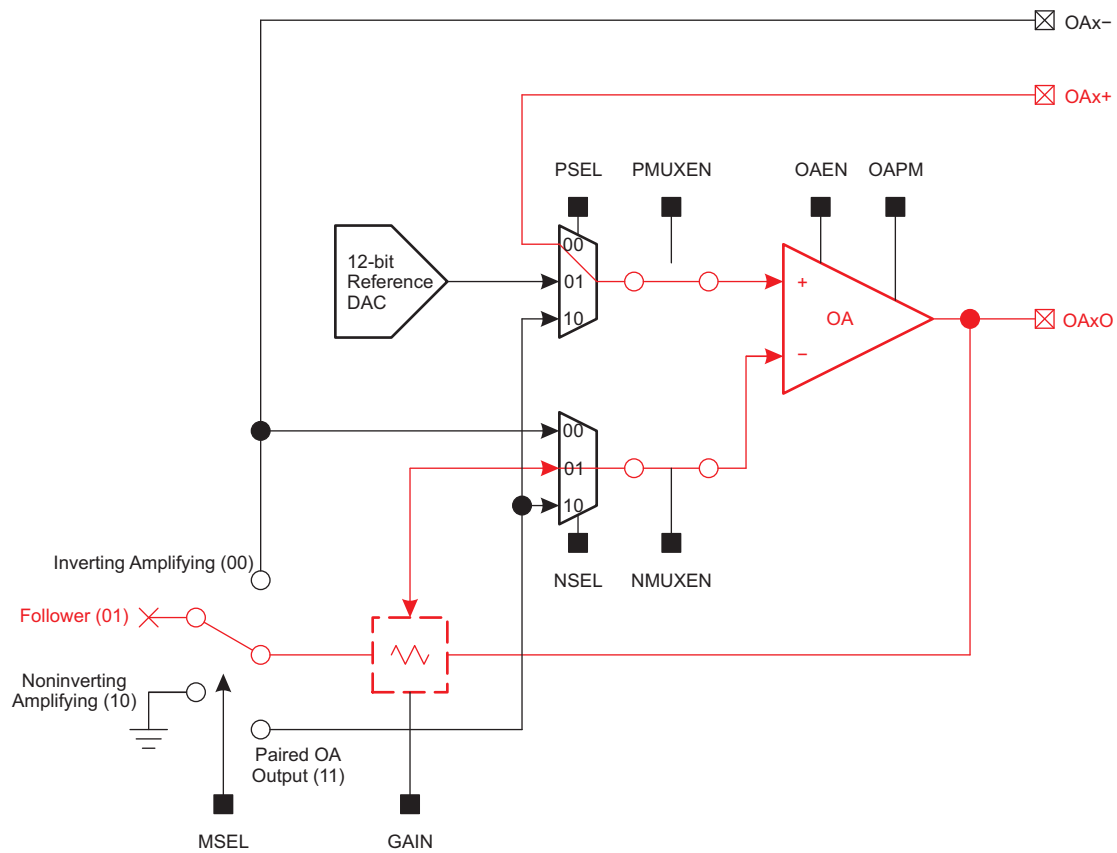 OAx−
OAx+
PSEL
PMUXEN
OAEN
OAPM
12-bit
Reference
DAC
00
01
10
+
OA
−
OAxO
00
01
10
NSEL
NMUXEN
Inverting Amplifying (00)
Follower (01)
Noninverting
Amplifying (10)
Paired OA
Output (11)
MSEL
GAIN